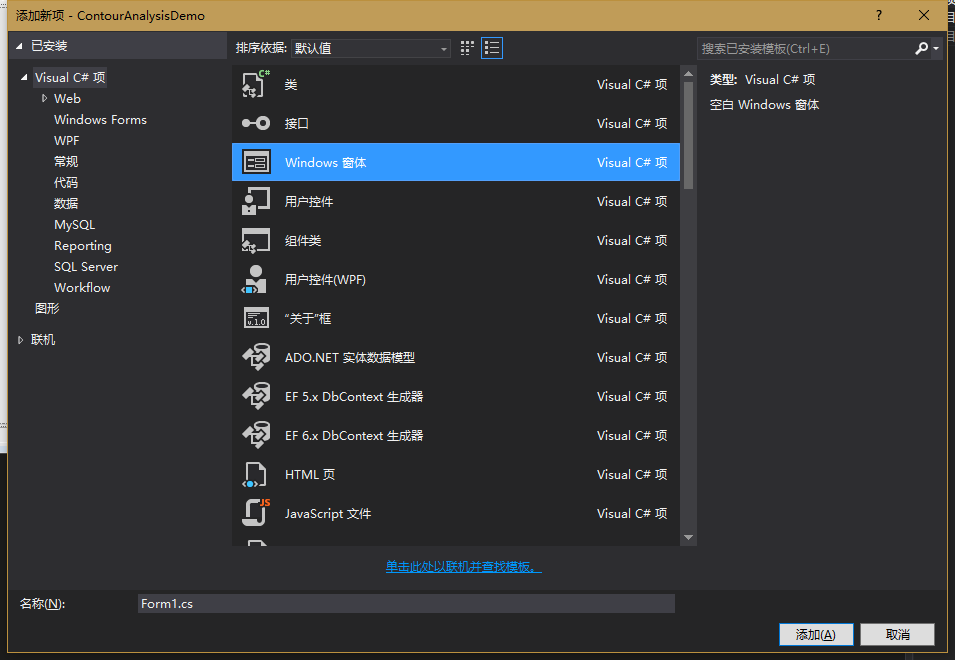 添加新项 - ContourAnalysisDemo
?
已安装
排序依据: 默认值
搜索已安装模板(Ctrl+E)
Visual C# 项
Web
Windows Forms
WPF
常规
代码
数据
MySQL
Reporting
SQL Server
Workflow
图形
联机
类 Visual C# 项
接口 Visual C# 项
Windows 窗体 Visual C# 项
用户控件 Visual C# 项
组件类 Visual C# 项
用户控件(WPF) Visual C# 项
“关于”框 Visual C# 项
ADO.NET 实体数据模型 Visual C# 项
EF 5.x DbContext 生成器 Visual C# 项
EF 6.x DbContext 生成器 Visual C# 项
HTML 页 Visual C# 项
JavaScript 文件 Visual C# 项
类型: Visual C# 项
空白 Windows 窗体
单击此处以联机并查找模板。
名称(N): Form1.cs
添加(A) 取消